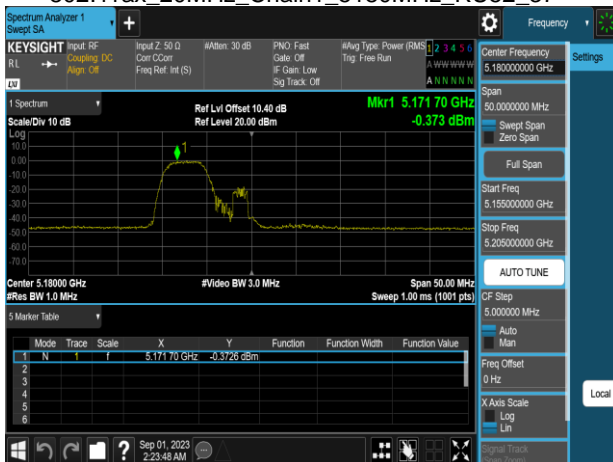 Spectrum Analyzer 1
Swept SA
+
Frequency
KEYSIGHT
RL
LXI
Input: RF
Coupling: DC
Align: Off
Input Z: 50 Ω
Corr CCorr
Freq Ref: Int (S)
#Atten: 30 dB
PNO: Fast
Gate: Off
IF Gain: Low
Sig Track: Off
#Avg Type: Power (RMS
Trig: Free Run
1 2 3 4 5 6
A W W W W W
A N N N N N
Center Frequency
5.180000000 GHz
Settings
Span
50.0000000 MHz
Swept Span
Zero Span
Full Span
Start Freq
5.155000000 GHz
Stop Freq
5.205000000 GHz
AUTO TUNE
CF Step
5.000000 MHz
Auto
Man
Freq Offset
0 Hz
X Axis Scale
Log
Lin
Signal Track
Local
1 Spectrum
Scale/Div 10 dB
Ref Lvl Offset 10.40 dB
Ref Level 20.00 dBm
Mkr1 5.171 70 GHz
-0.373 dBm
Log
10.0
0.00
-10.0
-20.0
-30.0
-40.0
-50.0
-60.0
-70.0
1
Center 5.18000 GHz
#Video BW 3.0 MHz
Span 50.00 MHz
#Res BW 1.0 MHz
Sweep 1.00 ms (1001 pts)
5 Marker Table
Mode Trace Scale X Y Function Function Width Function Value
1 N 1 f 5.171 70 GHz -0.3726 dBm
2
3
4
5
6
?
Sep 01, 2023
2:23:48 AM